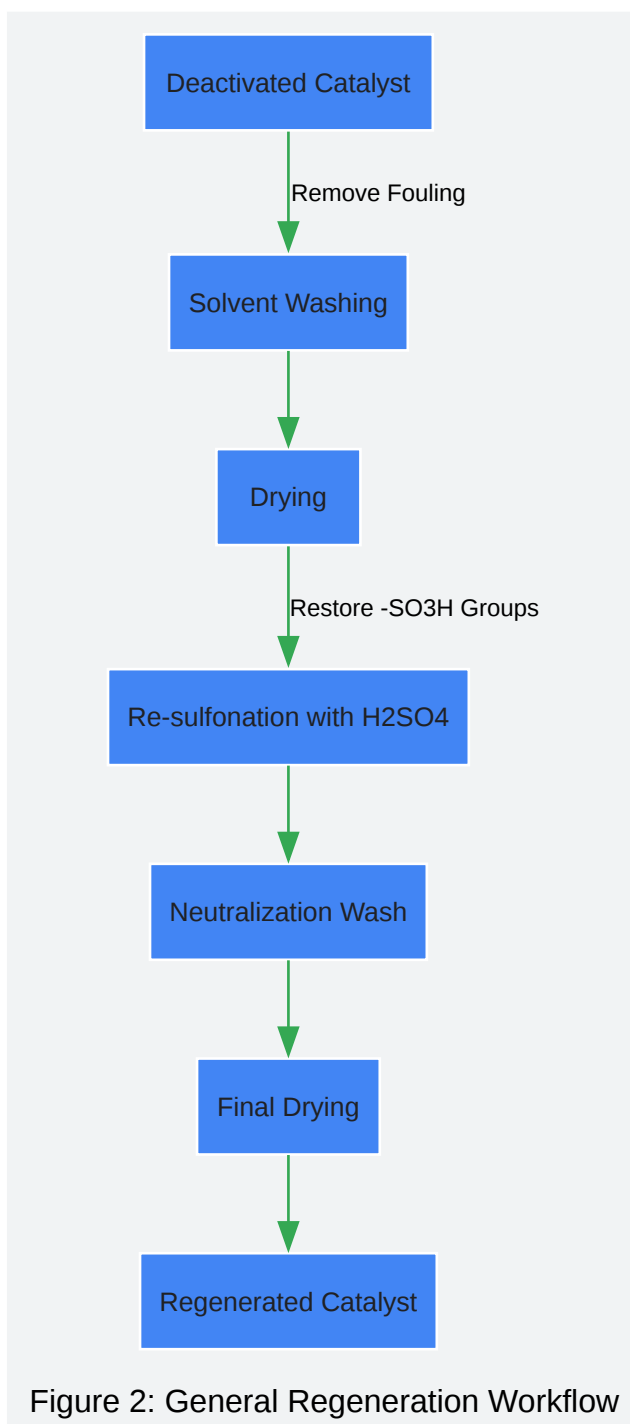 Deactivated Catalyst
Remove Fouling
Solvent Washing
Drying
Restore -SO3H Groups
Re-sulfonation with H2SO4
Neutralization Wash
Final Drying
Regenerated Catalyst
Figure 2: General Regeneration Workflow